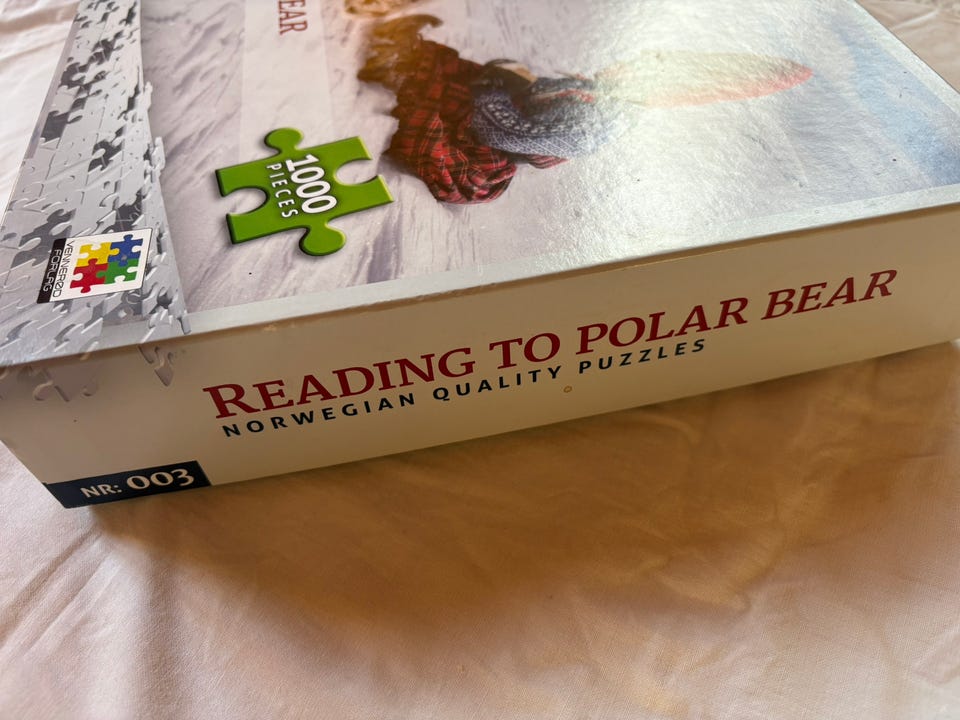 EAR
1000
PIECES
VENNERØD
FORLAG
READING TO POLAR BEAR
NORWEGIAN QUALITY PUZZLES
NR: 003